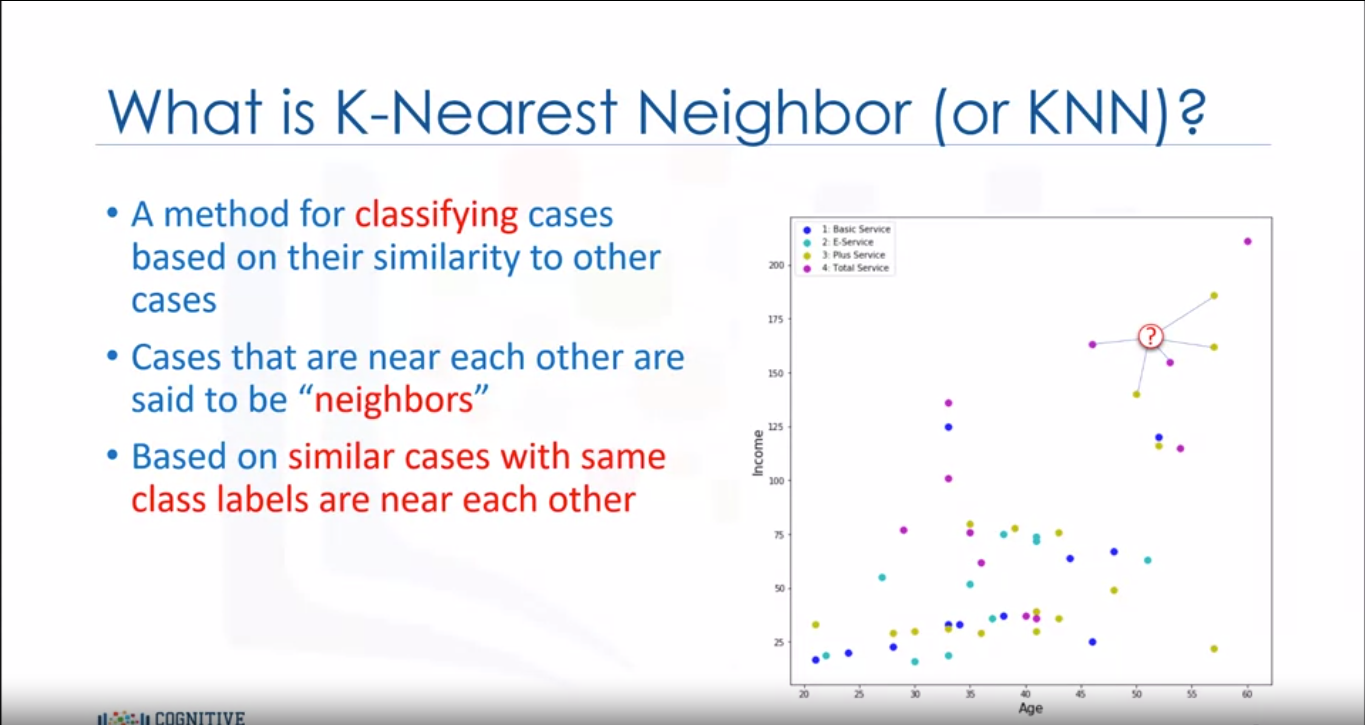 What is K-Nearest Neighbor (or KNN)?
• A method for classifying cases
based on their similarity to other
cases
• Cases that are near each other are
said to be “neighbors”
• Based on similar cases with same
class labels are near each other
1: Basic Service
2: E-Service
3: Plus Service
4: Total Service
?
200
175
150
125
100
75
50
25
Income
20 25 30 35 40 45 50 55 60
Age
COGNITIVE